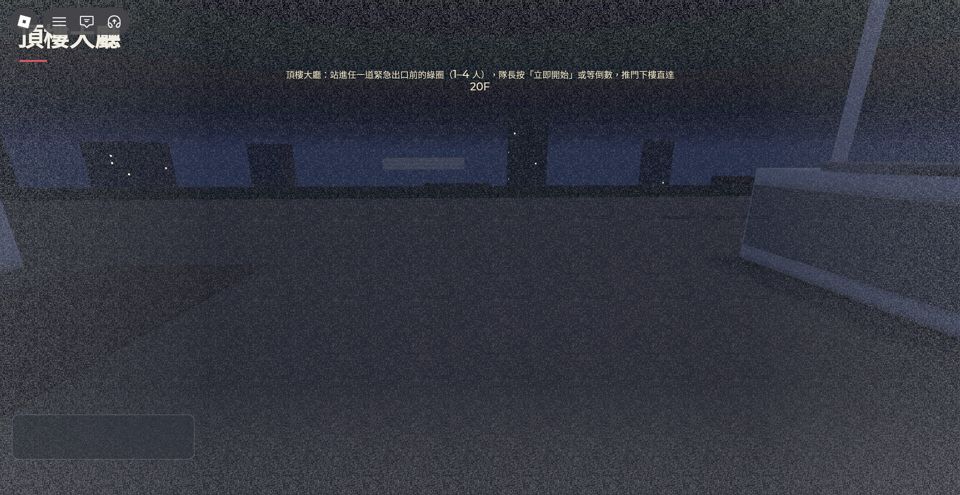 頂樓大廳
頂樓大廳：站進任一道緊急出口前的綠圈（1–4 人），隊長按「立即開始」或等倒數，推門下樓直達
20F